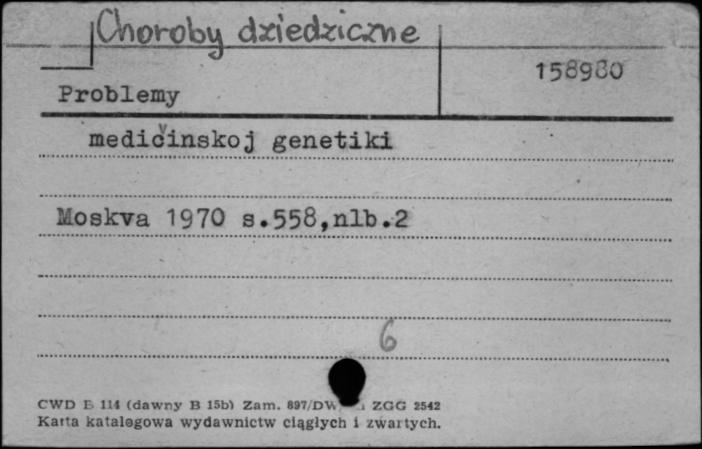 Choroby dziedziczne
158980
Problemy
medicinskoj genetiki
Moskva 1970 s.558,nlb.2
6
CWD B 114 (dawny B 15b) Zam. 897/DW ZGG 2542
Karta katalogowa wydawnictw ciągłych i zwartych.